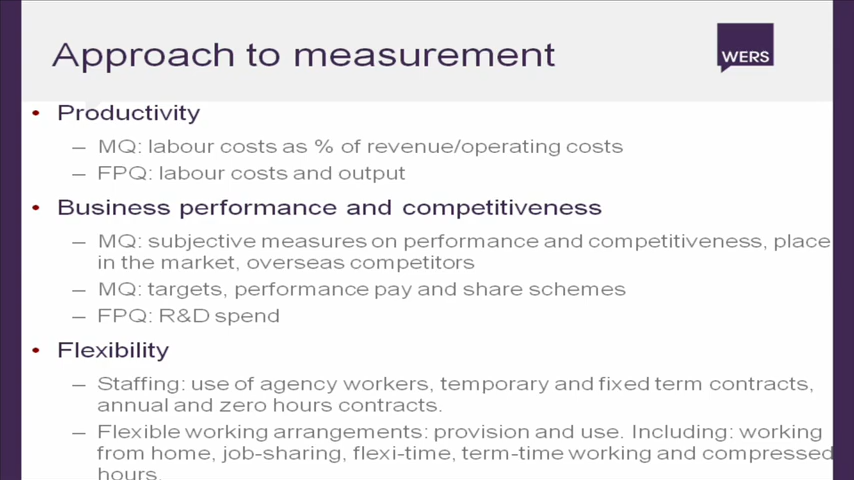 Approach to measurement
WERS
• Productivity
– MQ: labour costs as % of revenue/operating costs
– FPQ: labour costs and output
• Business performance and competitiveness
– MQ: subjective measures on performance and competitiveness, place
in the market, overseas competitors
– MQ: targets, performance pay and share schemes
– FPQ: R&D spend
• Flexibility
– Staffing: use of agency workers, temporary and fixed term contracts,
annual and zero hours contracts.
– Flexible working arrangements: provision and use. Including: working
from home, job-sharing, flexi-time, term-time working and compressed
hours.